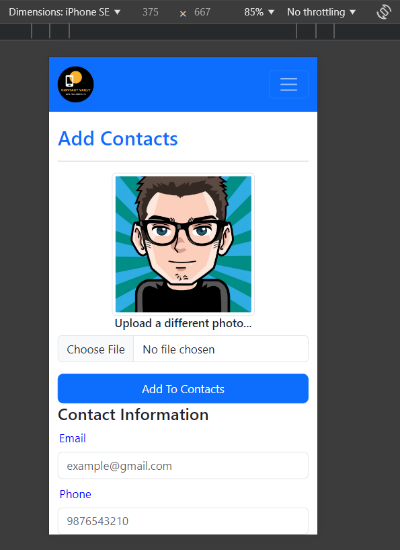 Dimensions: iPhone SE ▼ 375 × 667 85% ▼ No throttling ▼
Add Contacts
Upload a different photo...
Choose File No file chosen
Add To Contacts
Contact Information
Email
example@gmail.com
Phone
9876543210